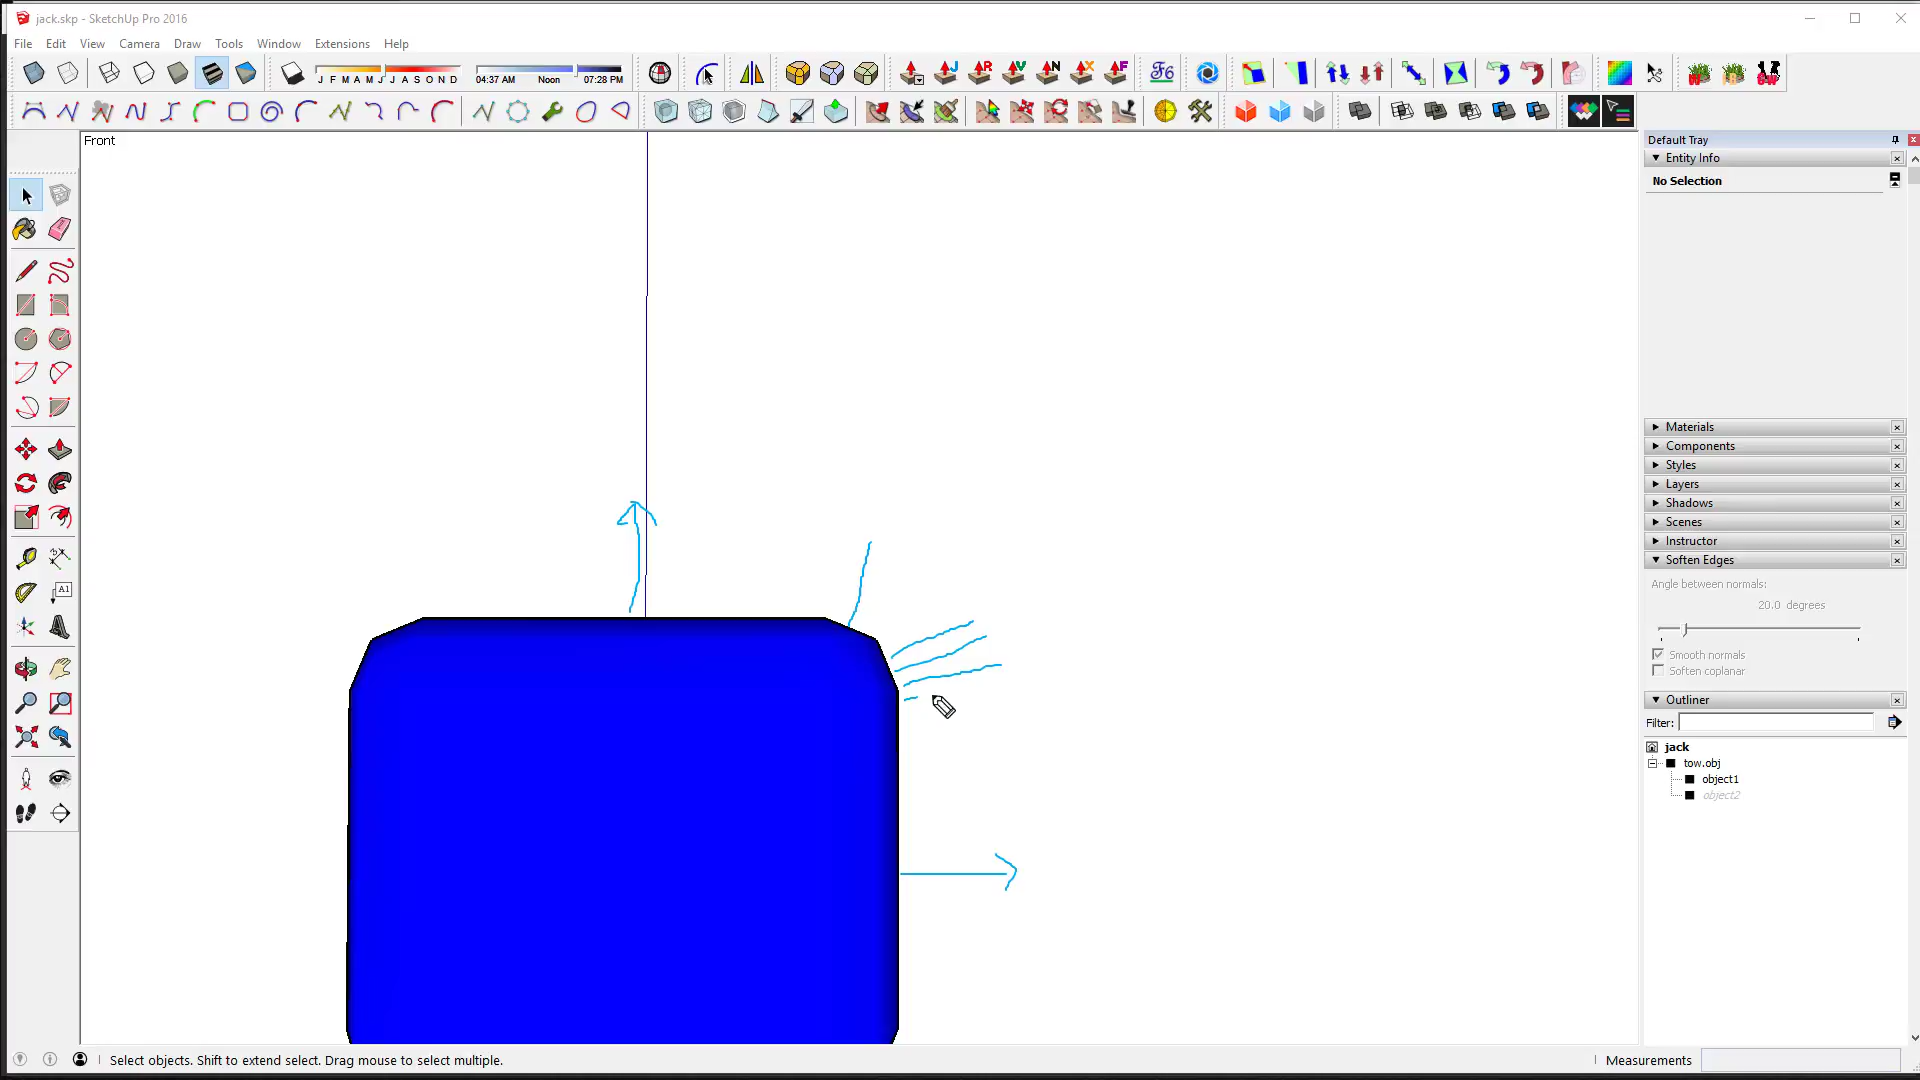 jack.skp - SketchUp Pro 2016
File Edit View Camera Draw Tools Window Extensions Help
J F M A M J J A S O N D
04:37 AM Noon 07:28 PM
J R V N X F
F6
Front
A1
Default Tray
Entity Info
No Selection
Materials
Components
Styles
Layers
Shadows
Scenes
Instructor
Soften Edges
Angle between normals:
20.0 degrees
Smooth normals
Soften coplanar
Outliner
Filter:
jack
tow.obj
object1
object2
Select objects. Shift to extend select. Drag mouse to select multiple.
Measurements